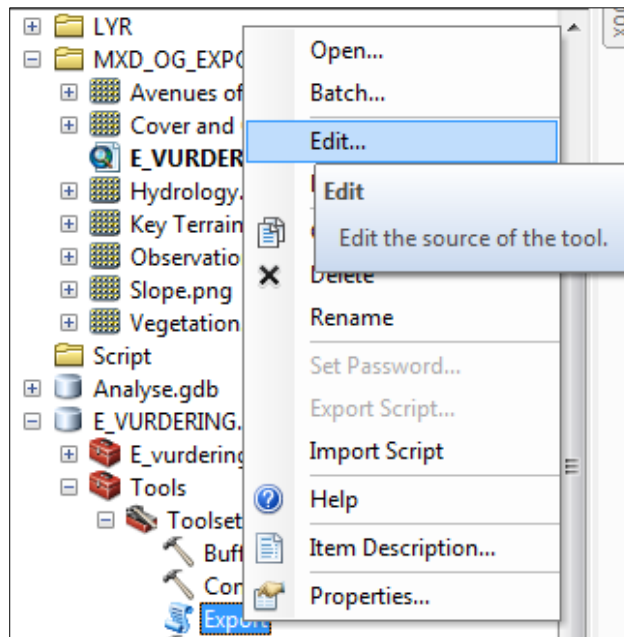 LYR
MXD_OG_EXPO
Avenues of
Cover and
E_VURDER
Hydrology.
Key Terrain
Observatio
Slope.png
Vegetation
Script
Analyse.gdb
E_VURDERING.
E_vurdering
Tools
Toolset
Buff
Con
Export
Open...
Batch...
Edit...
Edit
Edit the source of the tool.
Delete
Rename
Set Password...
Export Script...
Import Script
Help
Item Description...
Properties...